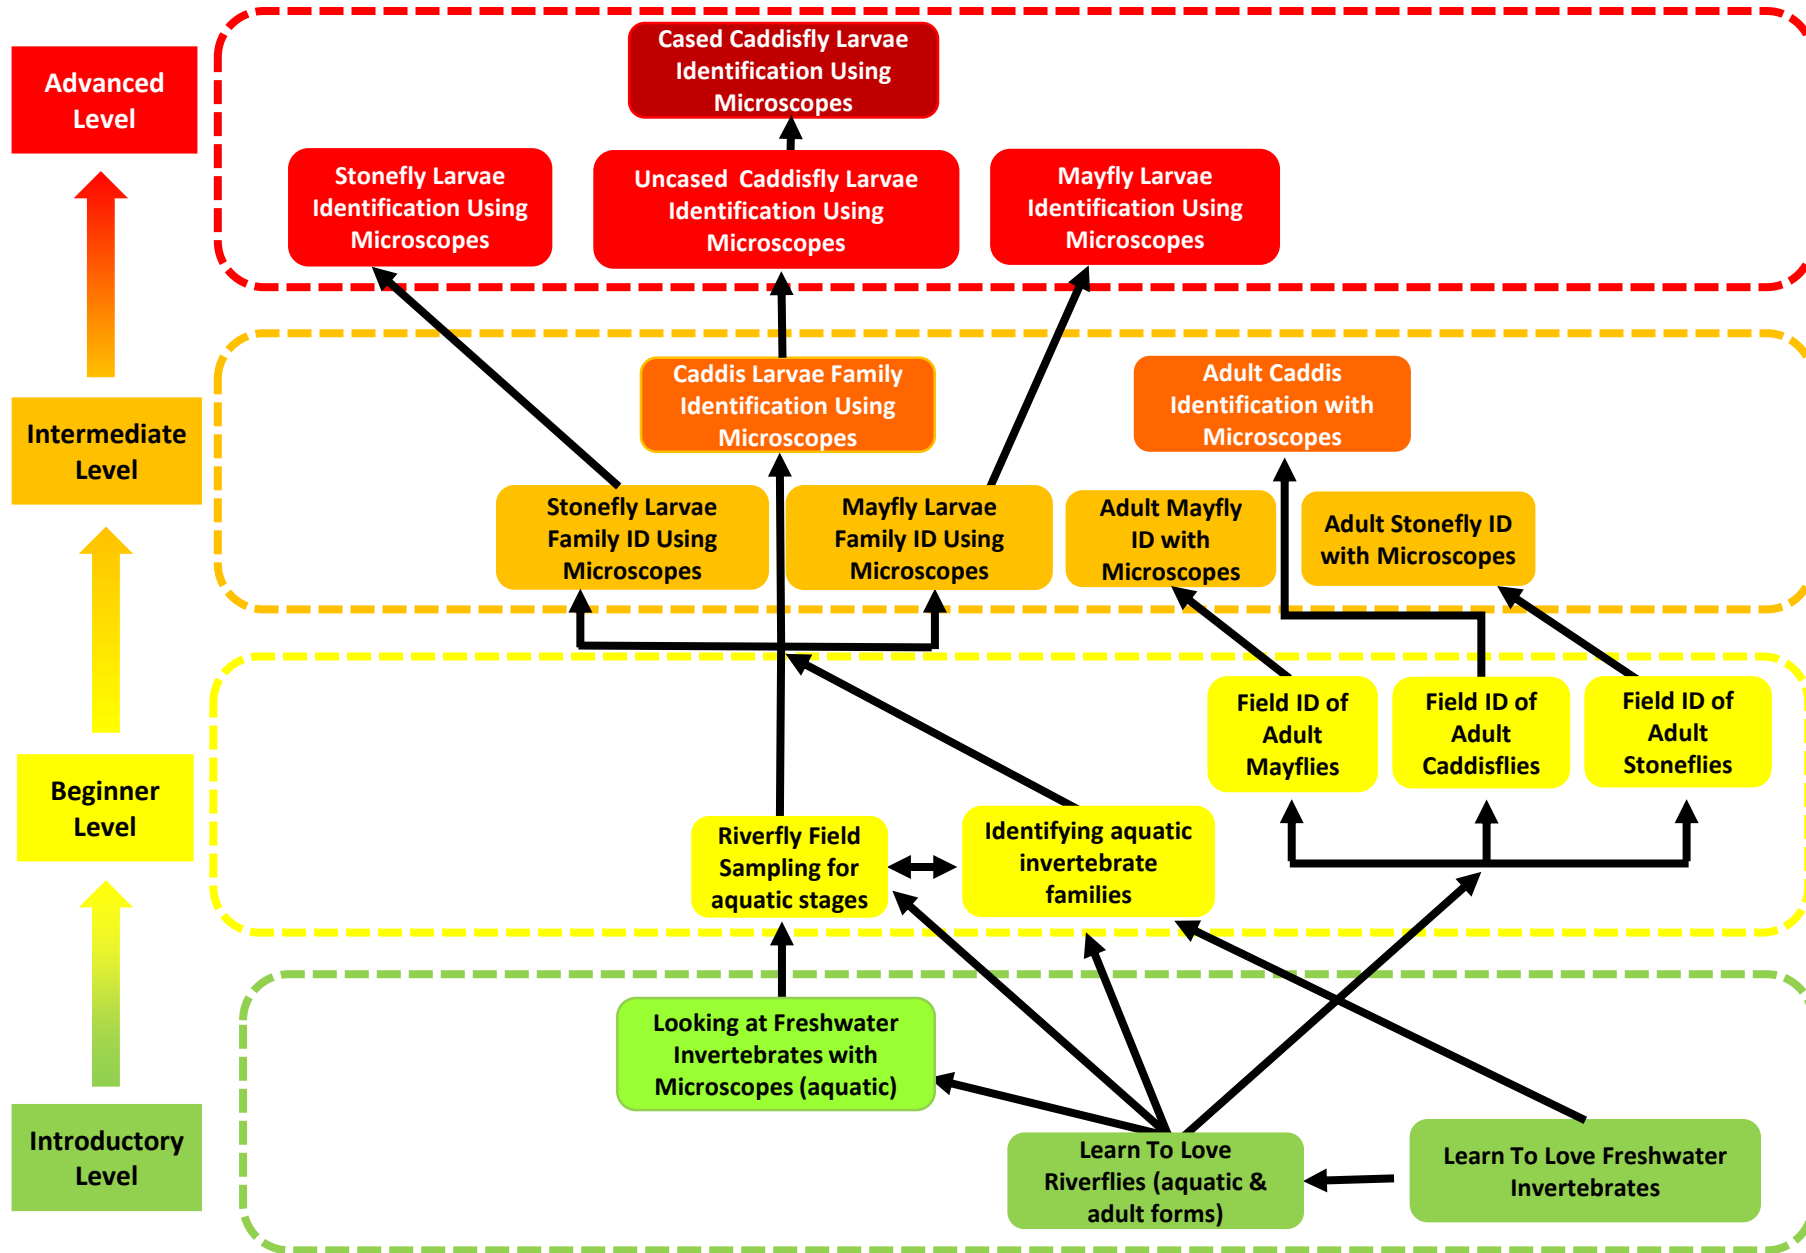 Advanced
Level
Cased Caddisfly Larvae
Identification Using
Microscopes
Stonefly Larvae
Identification Using
Microscopes
Uncased Caddisfly Larvae
Identification Using
Microscopes
Mayfly Larvae
Identification Using
Microscopes
Intermediate
Level
Caddis Larvae Family
Identification Using
Microscopes
Adult Caddis
Identification with
Microscopes
Stonefly Larvae
Family ID Using
Microscopes
Mayfly Larvae
Family ID Using
Microscopes
Adult Mayfly
ID with
Microscopes
Adult Stonefly ID
with Microscopes
Beginner
Level
Field ID of
Adult
Mayflies
Field ID of
Adult
Caddisflies
Field ID of
Adult
Stoneflies
Riverfly Field
Sampling for
aquatic stages
Identifying aquatic
invertebrate
families
Introductory
Level
Looking at Freshwater
Invertebrates with
Microscopes (aquatic)
Learn To Love
Riverflies (aquatic &
adult forms)
Learn To Love Freshwater
Invertebrates